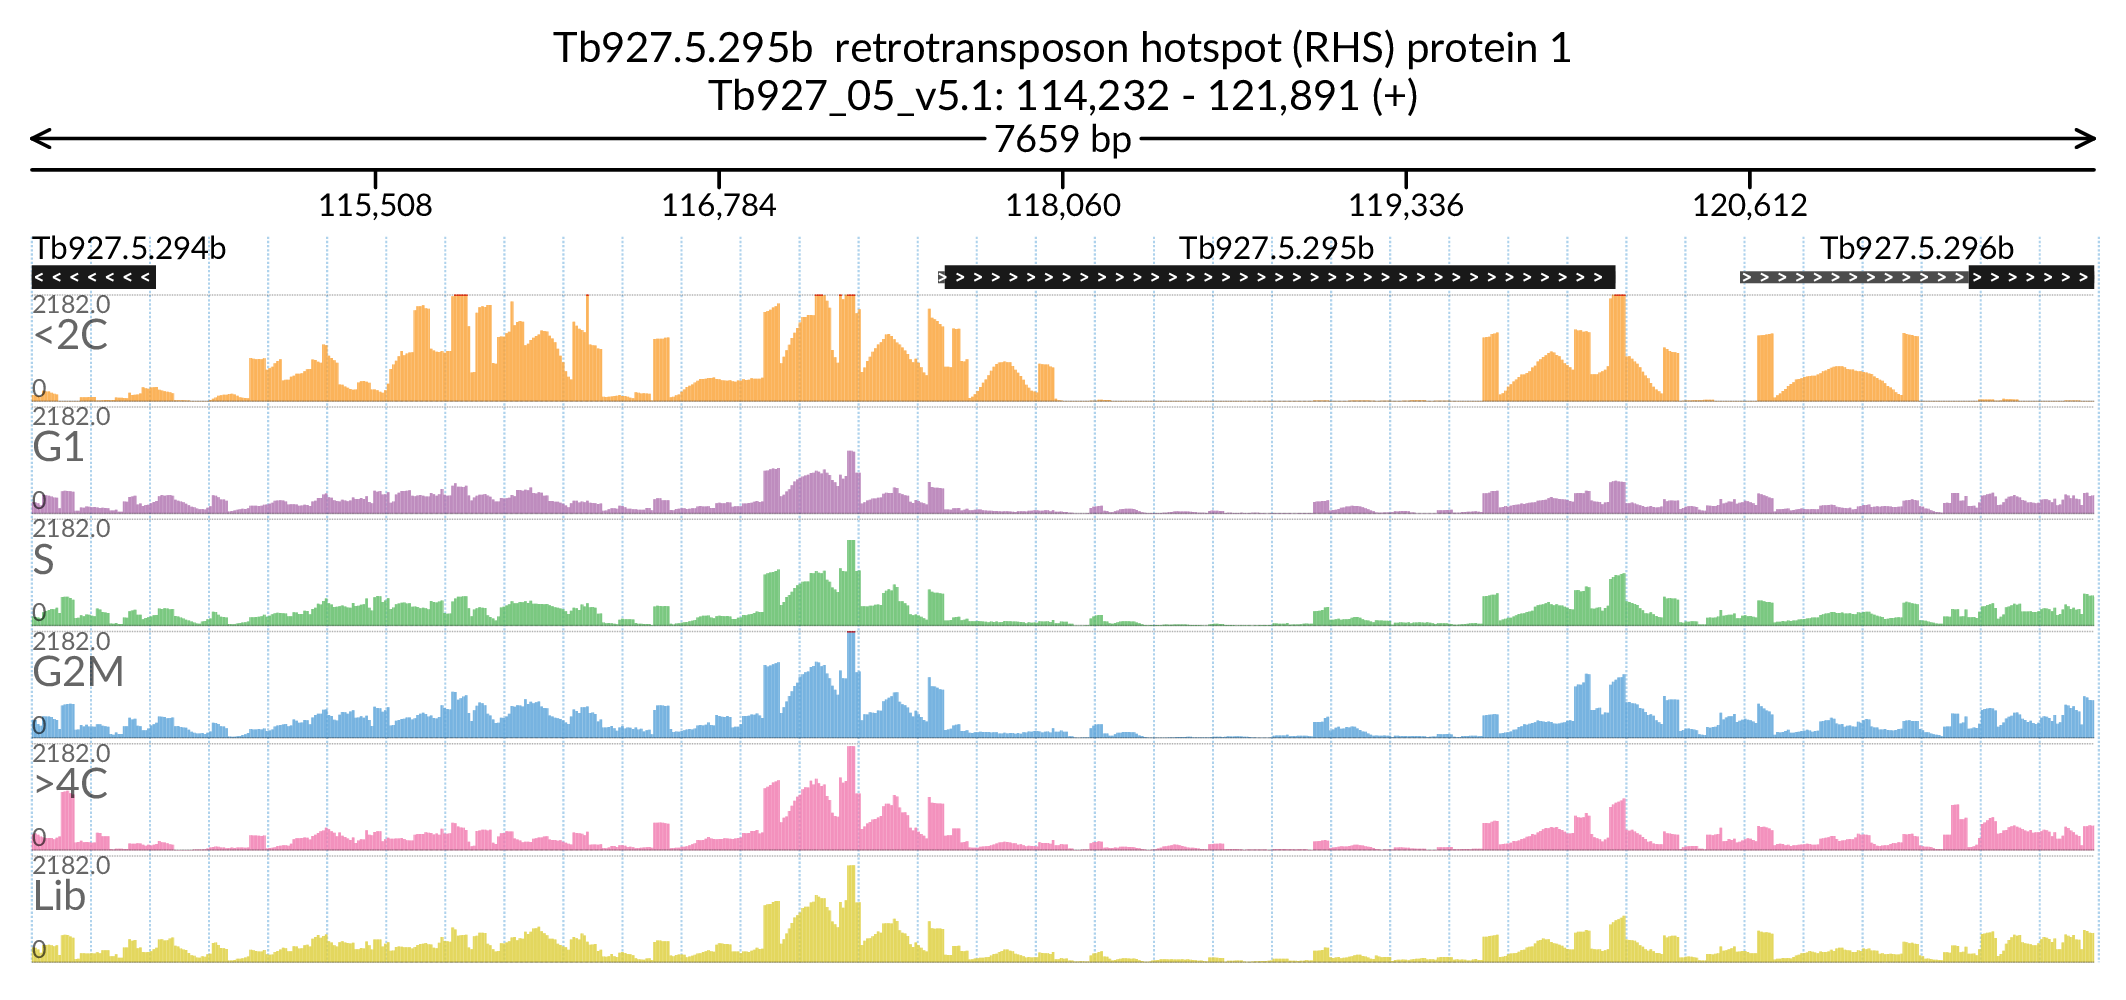 Tb927.5.295b  retrotransposon hotspot (RHS) protein 1
Tb927_05_v5.1: 114,232 - 121,891 (+)
7659 bp
115,508 116,784 118,060 119,336 120,612
Tb927.5.294b Tb927.5.295b Tb927.5.296b
2182.0
<2C
0
2182.0
G1
0
2182.0
S
0
2182.0
G2M
0
2182.0
>4C
0
2182.0
Lib
0